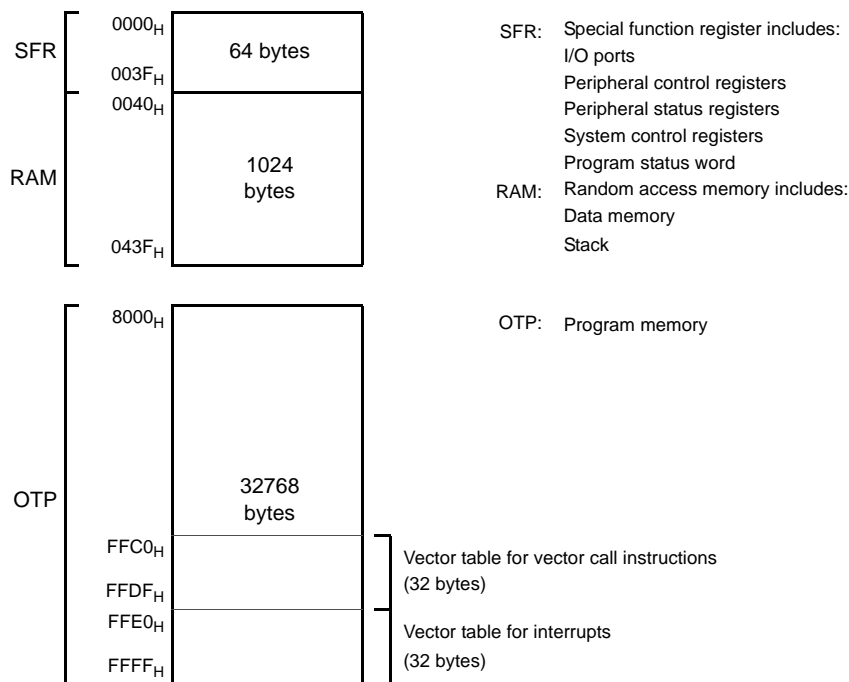 0000H
SFR
64 bytes
003FH
0040H
RAM
1024
bytes
043FH
SFR: Special function register includes:
I/O ports
Peripheral control registers
Peripheral status registers
System control registers
Program status word
RAM: Random access memory includes:
Data memory
Stack
8000H
OTP: Program memory
OTP
32768
bytes
FFC0H
FFDFH
Vector table for vector call instructions
(32 bytes)
FFE0H
FFFFH
Vector table for interrupts
(32 bytes)